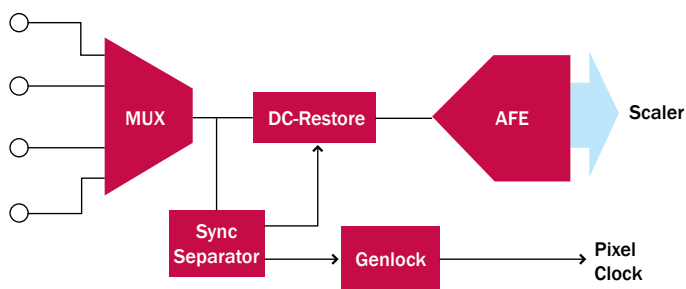 MUX
DC-Restore
AFE
Scaler
Sync
Separator
Genlock
Pixel
Clock